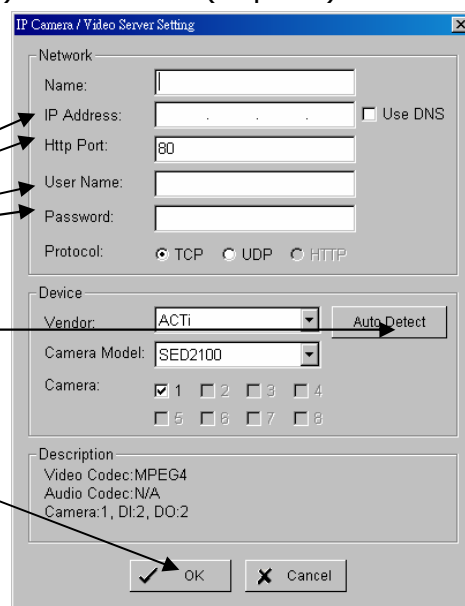 IP Camera / Video Server Setting
Network
Name:
IP Address: . . . Use DNS
Http Port: 80
User Name:
Password:
Protocol: TCP UDP HTTP
Device
Vendor: ACTi Auto Detect
Camera Model: SED2100
Camera: 1 2 3 4
5 6 7 8
Description
Video Codec:MPEG4
Audio Codec:N/A
Camera:1, DI:2, DO:2
OK Cancel